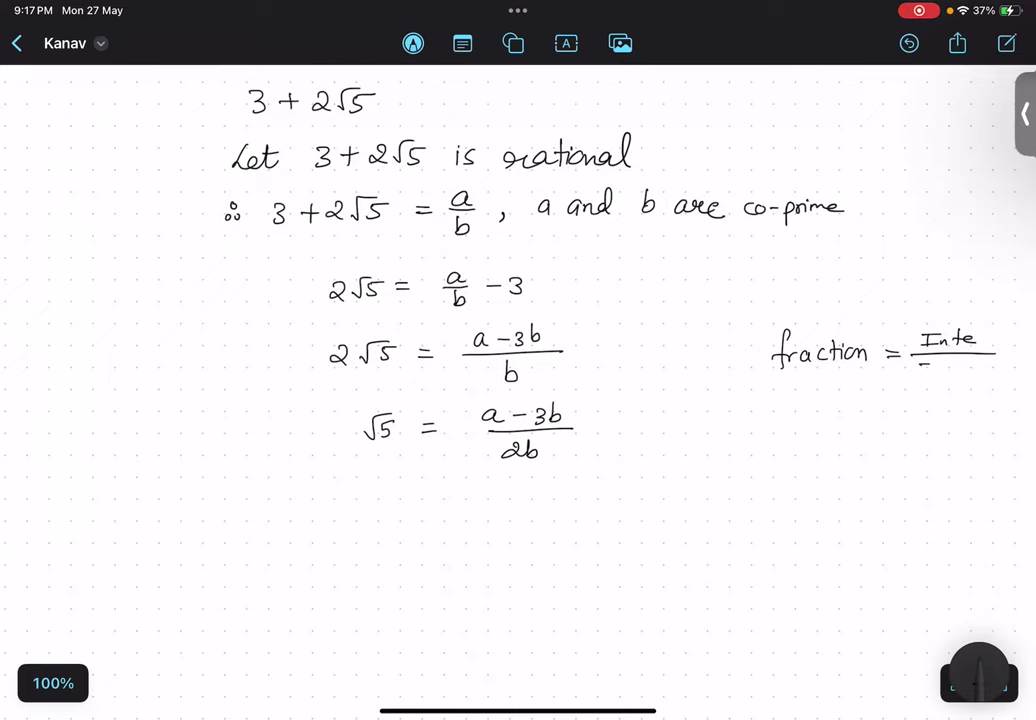 9:17 PM Mon 27 May
37%
Kanav
A
3 + 2√5
Let 3 + 2√5 is rational
∴ 3 + 2√5 = a/b , a and b are co-prime
2√5 = a/b − 3
2√5 = (a − 3b)/b
fraction = Inte
√5 = (a − 3b)/2b
100%